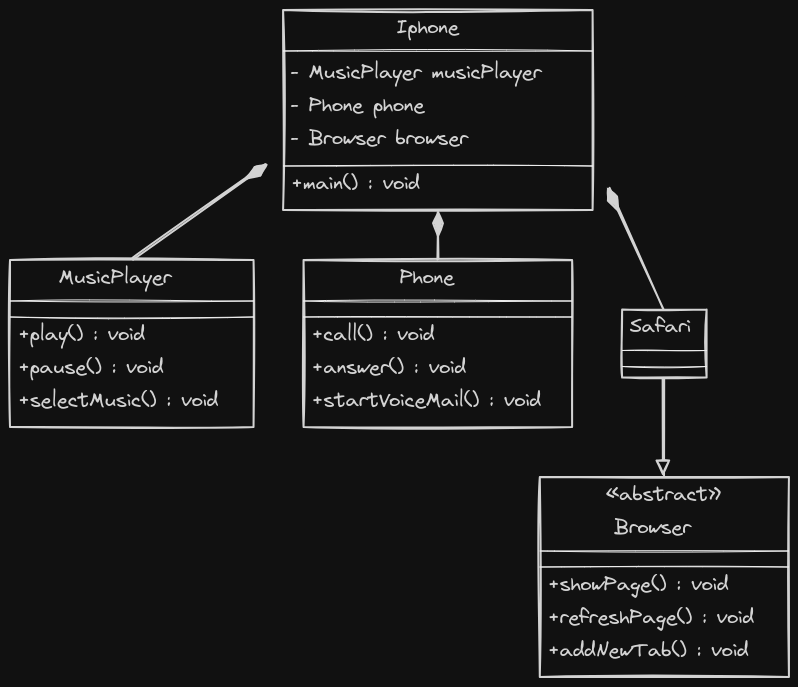 Iphone
- MusicPlayer musicPlayer
- Phone phone
- Browser browser
+main() : void
MusicPlayer
+play() : void
+pause() : void
+selectMusic() : void
Phone
+call() : void
+answer() : void
+startVoiceMail() : void
Safari
«abstract»
Browser
+showPage() : void
+refreshPage() : void
+addNewTab() : void